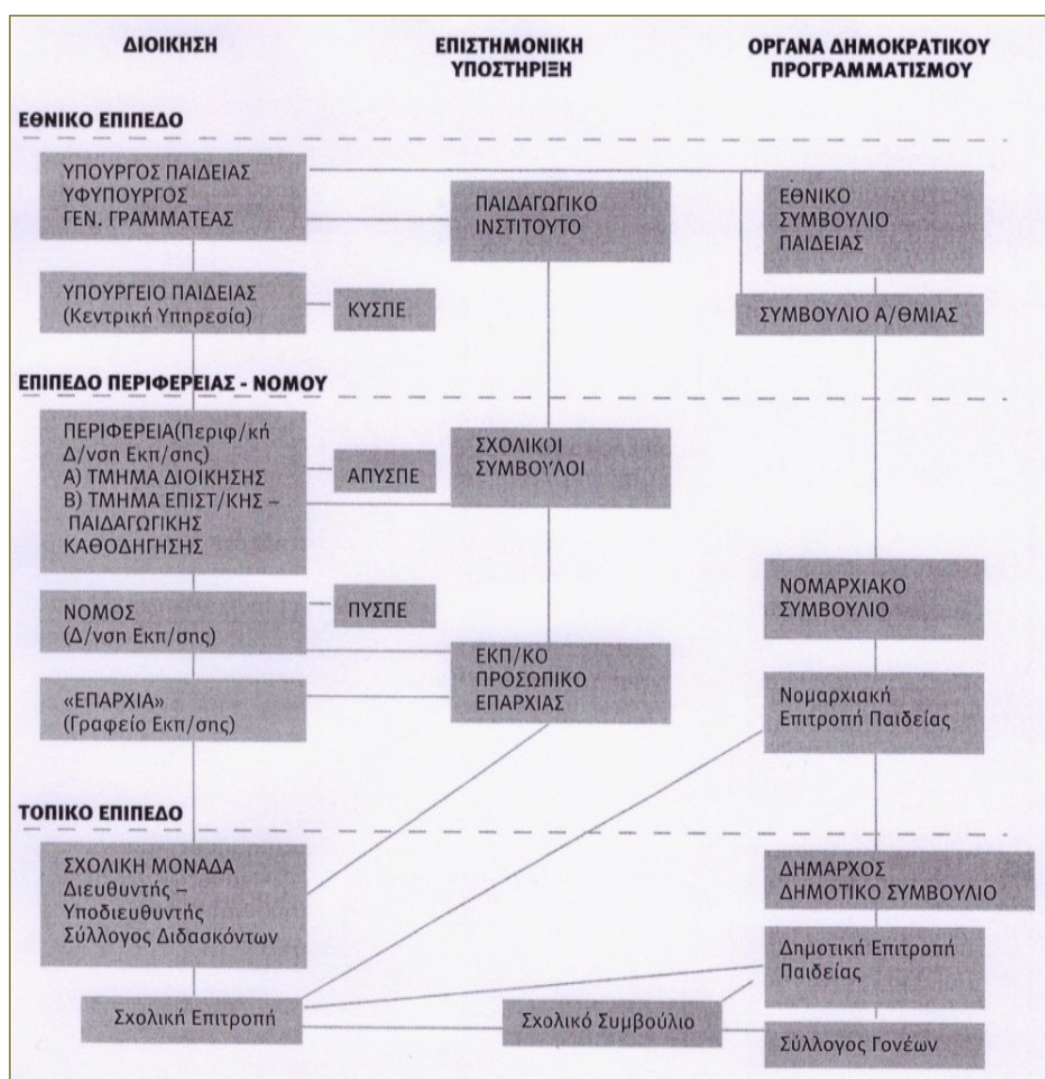 ΔΙΟΙΚΗΣΗ
ΕΠΙΣΤΗΜΟΝΙΚΗ
ΥΠΟΣΤΗΡΙΞΗ
ΟΡΓΑΝΑ ΔΗΜΟΚΡΑΤΙΚΟΥ
ΠΡΟΓΡΑΜΜΑΤΙΣΜΟΥ
ΕΘΝΙΚΟ ΕΠΙΠΕΔΟ
ΥΠΟΥΡΓΟΣ ΠΑΙΔΕΙΑΣ
ΥΦΥΠΟΥΡΓΟΣ
ΓΕΝ. ΓΡΑΜΜΑΤΕΑΣ
ΠΑΙΔΑΓΩΓΙΚΟ
ΙΝΣΤΙΤΟΥΤΟ
ΕΘΝΙΚΟ
ΣΥΜΒΟΥΛΙΟ
ΠΑΙΔΕΙΑΣ
ΥΠΟΥΡΓΕΙΟ ΠΑΙΔΕΙΑΣ
(Κεντρική Υπηρεσία)
ΚΥΣΠΕ
ΣΥΜΒΟΥΛΙΟ Α/ΘΜΙΑΣ
ΕΠΙΠΕΔΟ ΠΕΡΙΦΕΡΕΙΑΣ - ΝΟΜΟΥ
ΠΕΡΙΦΕΡΕΙΑ(Περιφ/κή
Δ/νση Εκπ/σης)
Α) ΤΜΗΜΑ ΔΙΟΙΚΗΣΗΣ
Β) ΤΜΗΜΑ ΕΠΙΣΤ/ΚΗΣ –
ΠΑΙΔΑΓΩΓΙΚΗΣ
ΚΑΘΟΔΗΓΗΣΗΣ
ΑΠΥΣΠΕ
ΣΧΟΛΙΚΟΙ
ΣΥΜΒΟΥΛΟΙ
ΝΟΜΟΣ
(Δ/νση Εκπ/σης)
ΠΥΣΠΕ
ΝΟΜΑΡΧΙΑΚΟ
ΣΥΜΒΟΥΛΙΟ
«ΕΠΑΡΧΙΑ»
(Γραφείο Εκπ/σης)
ΕΚΠ/ΚΟ
ΠΡΟΣΩΠΙΚΟ
ΕΠΑΡΧΙΑΣ
Νομαρχιακή
Επιτροπή Παιδείας
ΤΟΠΙΚΟ ΕΠΙΠΕΔΟ
ΣΧΟΛΙΚΗ ΜΟΝΑΔΑ
Διευθυντής –
Υποδιευθυντής
Σύλλογος Διδασκόντων
ΔΗΜΑΡΧΟΣ
ΔΗΜΟΤΙΚΟ ΣΥΜΒΟΥΛΙΟ
Δημοτική Επιτροπή
Παιδείας
Σχολική Επιτροπή
Σχολικό Συμβούλιο
Σύλλογος Γονέων